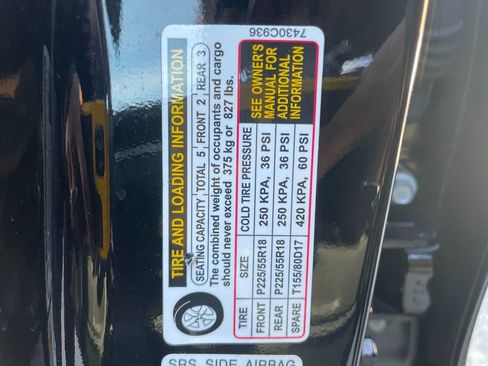 7430C936
TIRE AND LOADING INFORMATION
SEATING CAPACITY TOTAL 5 FRONT 2 REAR 3
The combined weight of occupants and cargo
should never exceed 375 kg or 827 lbs.
TIRE SIZE COLD TIRE PRESSURE
FRONT P225/55R18 250 KPA, 36 PSI
REAR P225/55R18 250 KPA, 36 PSI
SPARE T155/80D17 420 KPA, 60 PSI
SEE OWNER'S
MANUAL FOR
ADDITIONAL
INFORMATION
SRS SIDE AIRBAG